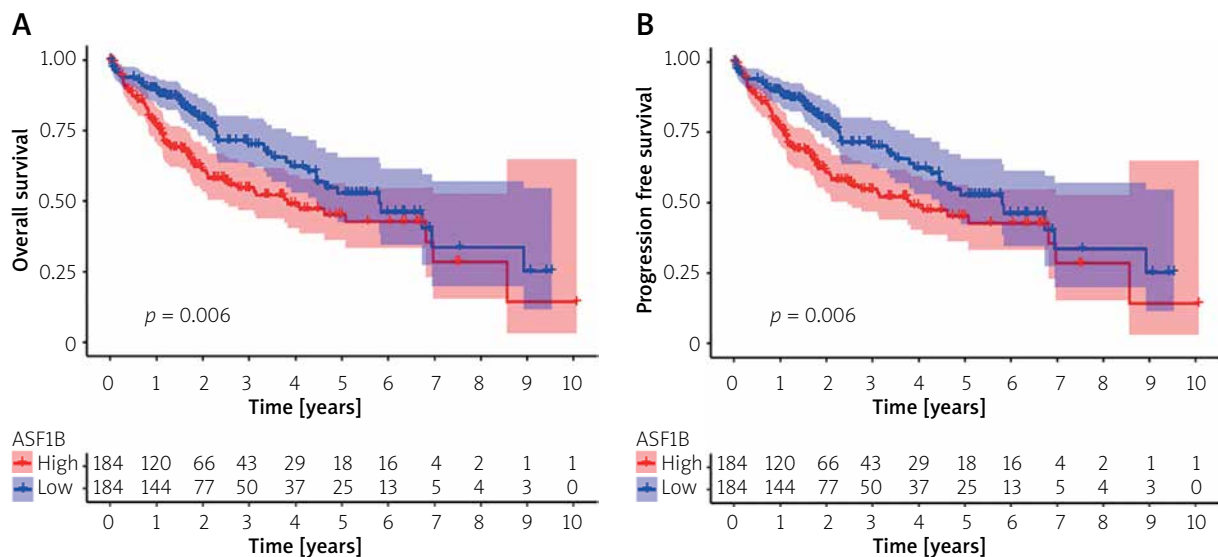 A
Overall survival
1.00
0.75
0.50
0.25
0
p = 0.006
0 1 2 3 4 5 6 7 8 9 10
Time [years]
ASF1B
High 184 120 66 43 29 18 16 4 2 1 1
Low 184 144 77 50 37 25 13 5 4 3 0
0 1 2 3 4 5 6 7 8 9 10
Time [years]
B
Progression free survival
1.00
0.75
0.50
0.25
0
p = 0.006
0 1 2 3 4 5 6 7 8 9 10
Time [years]
ASF1B
High 184 120 66 43 29 18 16 4 2 1 1
Low 184 144 77 50 37 25 13 5 4 3 0
0 1 2 3 4 5 6 7 8 9 10
Time [years]